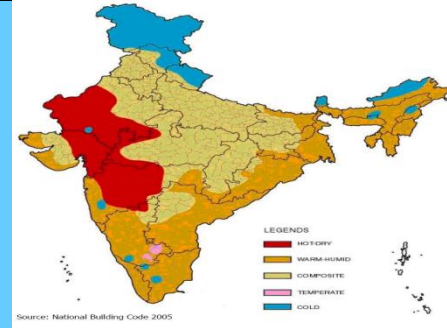 LEGENDS
HOT-DRY
WARM-HUMID
COMPOSITE
TEMPERATE
COLD
Source: National Building Code 2005